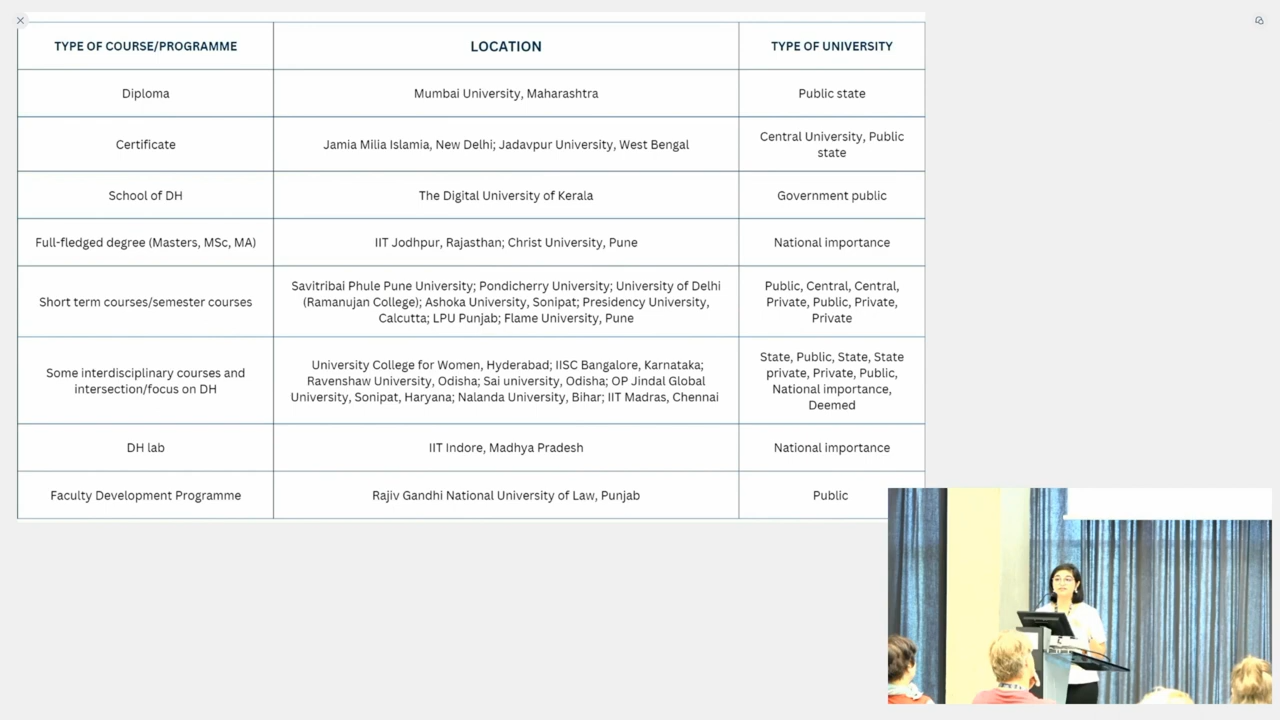 TYPE OF COURSE/PROGRAMME
LOCATION
TYPE OF UNIVERSITY
Diploma
Mumbai University, Maharashtra
Public state
Certificate
Jamia Milia Islamia, New Delhi; Jadavpur University, West Bengal
Central University, Public
state
School of DH
The Digital University of Kerala
Government public
Full-fledged degree (Masters, MSc, MA)
IIT Jodhpur, Rajasthan; Christ University, Pune
National importance
Short term courses/semester courses
Savitribai Phule Pune University; Pondicherry University; University of Delhi
(Ramanujan College); Ashoka University, Sonipat; Presidency University,
Calcutta; LPU Punjab; Flame University, Pune
Public, Central, Central,
Private, Public, Private,
Private
Some interdisciplinary courses and
intersection/focus on DH
University College for Women, Hyderabad; IISC Bangalore, Karnataka;
Ravenshaw University, Odisha; Sai university, Odisha; OP Jindal Global
University, Sonipat, Haryana; Nalanda University, Bihar; IIT Madras, Chennai
State, Public, State, State
private, Private, Public,
National importance,
Deemed
DH lab
IIT Indore, Madhya Pradesh
National importance
Faculty Development Programme
Rajiv Gandhi National University of Law, Punjab
Public